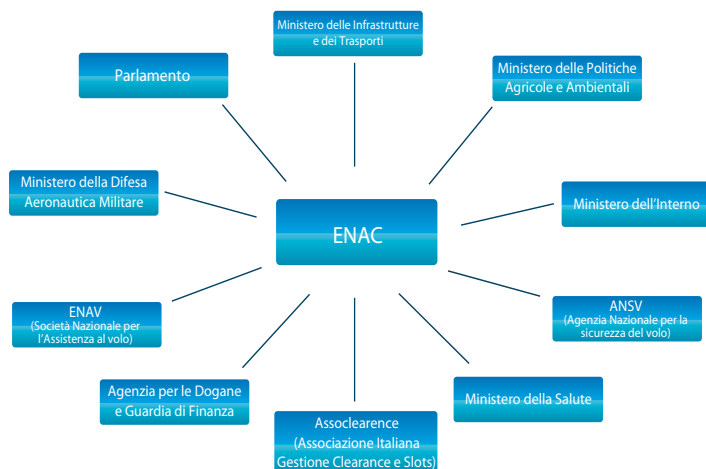 Ministero delle Infrastrutture
e dei Trasporti
Parlamento
Ministero delle Politiche
Agricole e Ambientali
Ministero della Difesa
Aeronautica Militare
Ministero dell'Interno
ENAC
ENAV
(Società Nazionale per
l'Assistenza al volo)
ANSV
(Agenzia Nazionale per la
sicurezza del volo)
Agenzia per le Dogane
e Guardia di Finanza
Ministero della Salute
Assoclearence
(Associazione Italiana
Gestione Clearance e Slots)